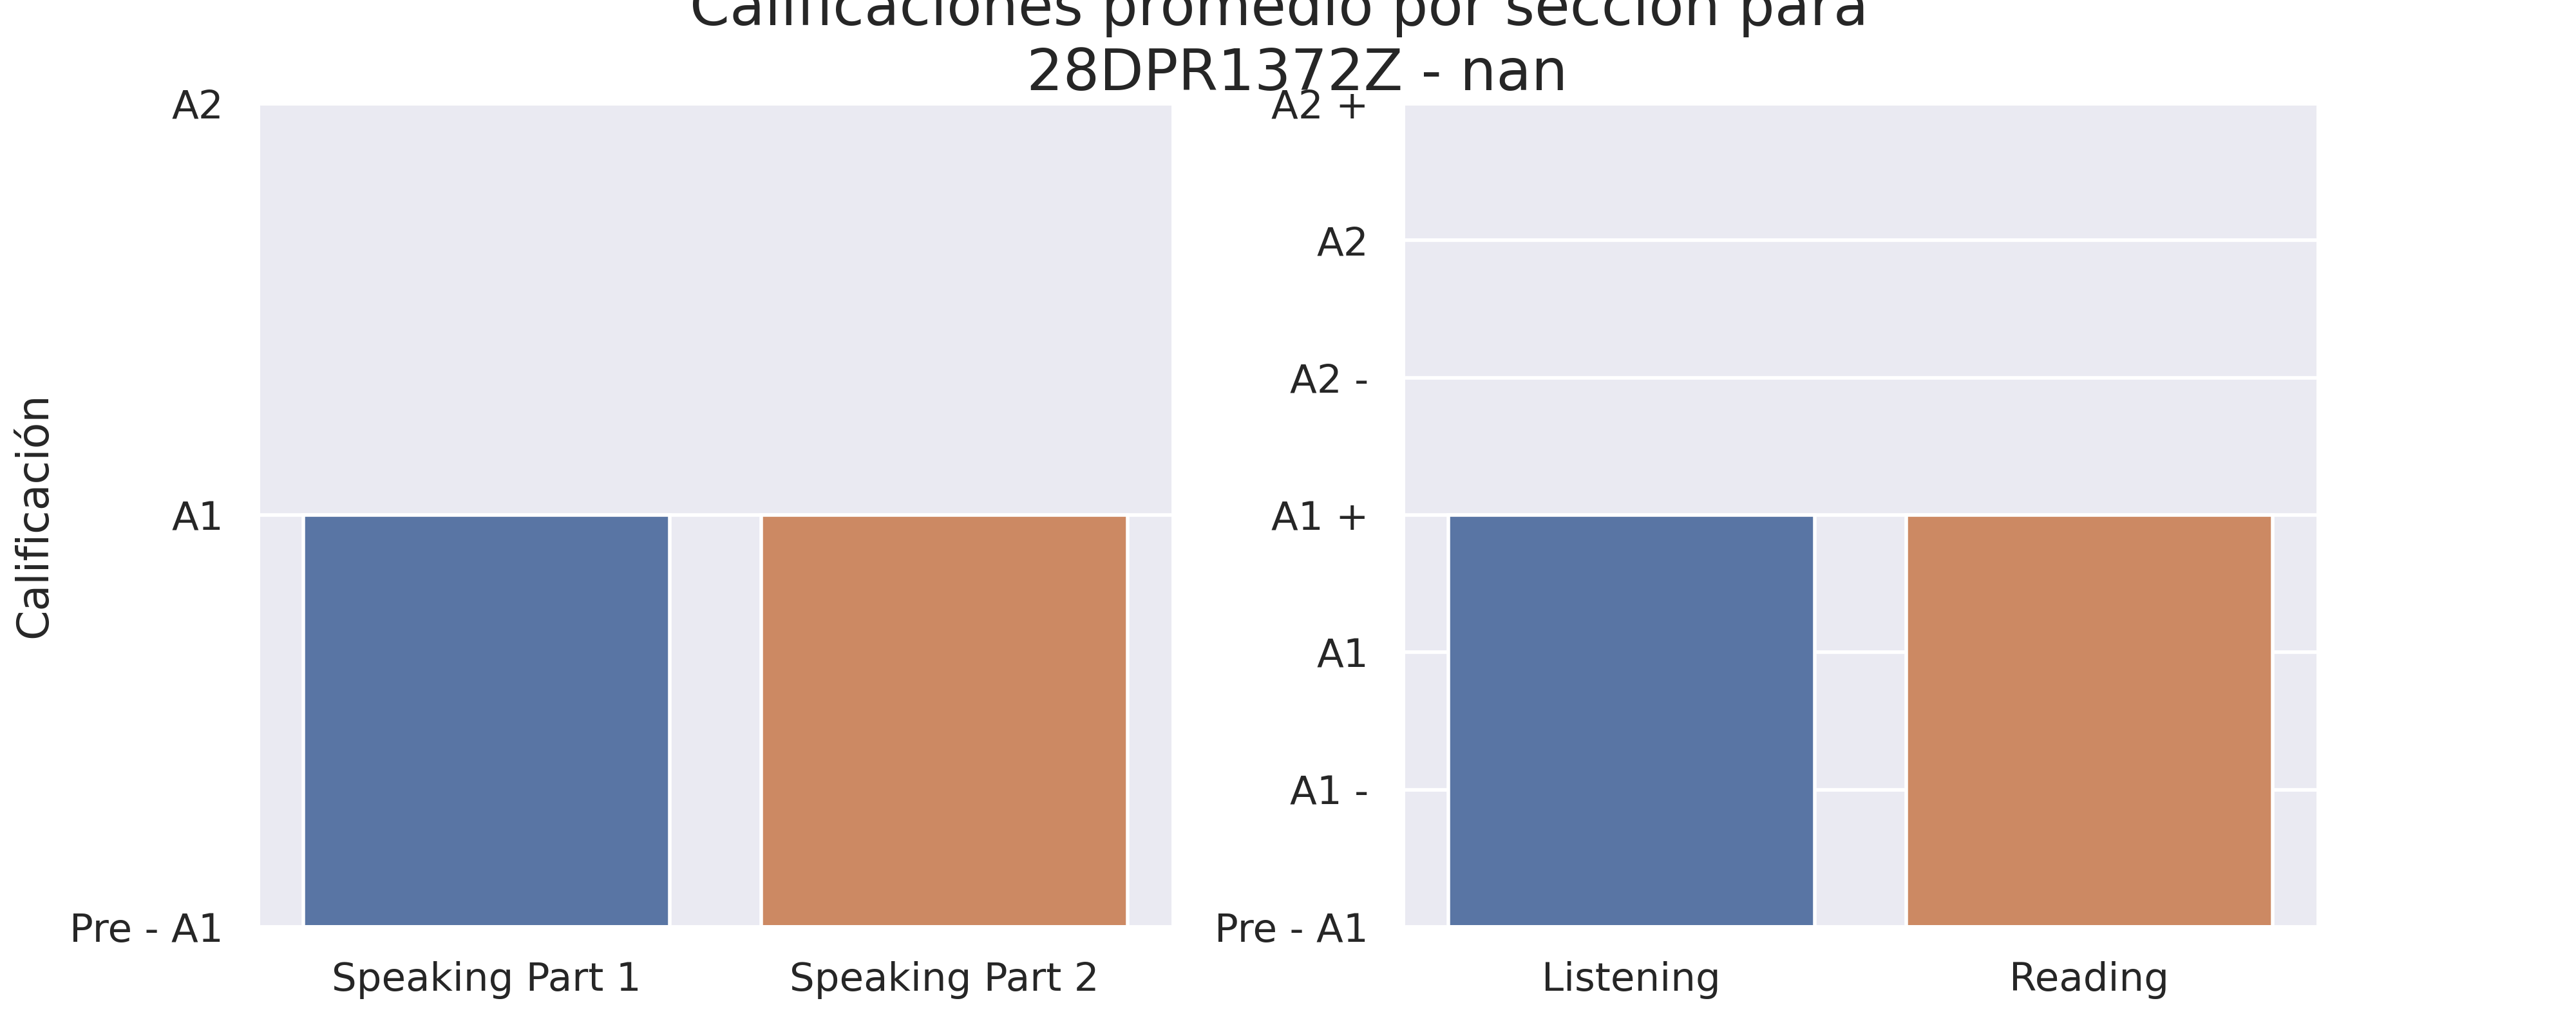 Calificaciones promedio por sección para
28DPR1372Z - nan
Calificación
A2
A1
Pre - A1
Speaking Part 1
Speaking Part 2
A2 +
A2
A2 -
A1 +
A1
A1 -
Pre - A1
Listening
Reading